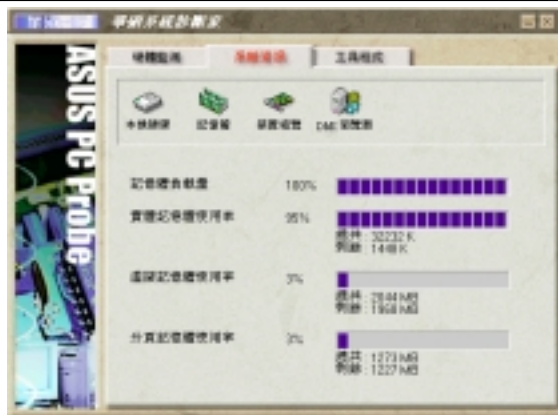 華碩系統診斷家
硬體監視
系統資訊
工具程式
ASUS PC Probe
本機硬碟
記憶體
裝置總覽
DMI 瀏覽器
記憶體負載量 100%
實體記憶體使用率 95%
總共 : 32232 K
剩餘 : 1448 K
虛擬記憶體使用率 3%
總共 : 2044 MB
剩餘 : 1968 MB
分頁記憶體使用率 3%
總共 : 1273 MB
剩餘 : 1227 MB